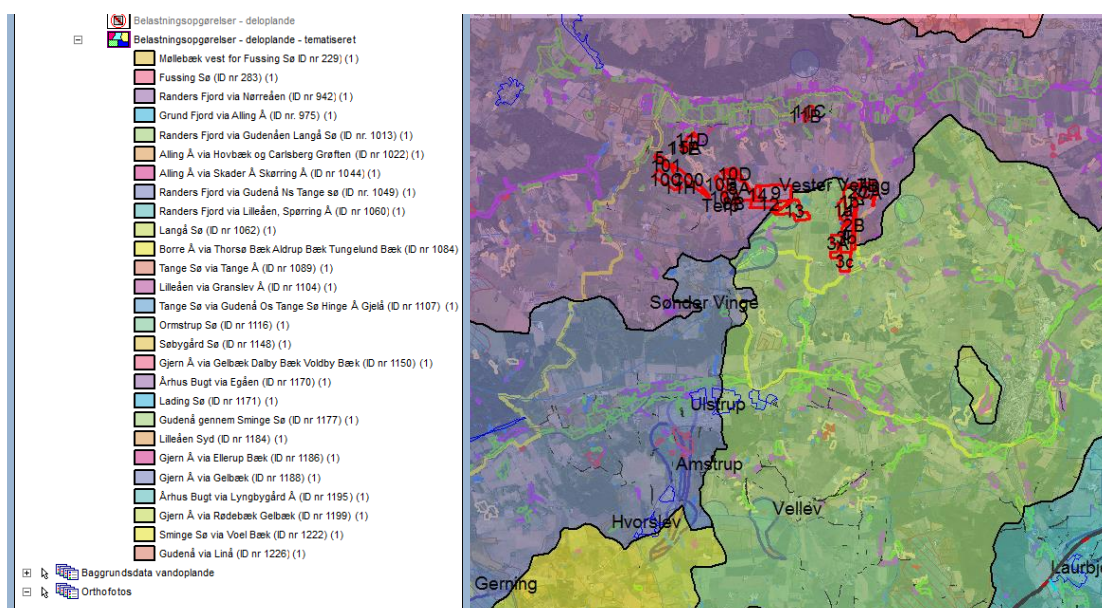 Belastningsopgørelser - deloplande
Belastningsopgørelser - deloplande - tematiseret
Møllebæk vest for Fussing Sø ID nr 229) (1)
Fussing Sø (ID nr 283) (1)
Randers Fjord via Nørreåen (ID nr 942) (1)
Grund Fjord via Alling Å (ID nr. 975) (1)
Randers Fjord via Gudenåen Langå Sø (ID nr. 1013) (1)
Alling Å via Hovbæk og Carlsberg Grøften (ID nr 1022) (1)
Alling Å via Skader Å Skørring Å (ID nr 1044) (1)
Randers Fjord via Gudenå Ns Tange sø (ID nr. 1049) (1)
Randers Fjord via Lilleåen, Spørring Å (ID nr 1060) (1)
Langå Sø (ID nr 1062) (1)
Borre Å via Thorsø Bæk Aldrup Bæk Tungelund Bæk (ID nr 1084)
Tange Sø via Tange Å (ID nr 1089) (1)
Lilleåen via Granslev Å (ID nr 1104) (1)
Tange Sø via Gudenå Os Tange Sø Hinge Å Gjelå (ID nr 1107) (1)
Ormstrup Sø (ID nr 1116) (1)
Søbygård Sø (ID nr 1148) (1)
Gjern Å via Gelbæk Dalby Bæk Voldby Bæk (ID nr 1150) (1)
Århus Bugt via Egåen (ID nr 1170) (1)
Lading Sø (ID nr 1171) (1)
Gudenå gennem Sminge Sø (ID nr 1177) (1)
Lilleåen Syd (ID nr 1184) (1)
Gjern Å via Ellerup Bæk (ID nr 1186) (1)
Gjern Å via Gelbæk (ID nr 1188) (1)
Århus Bugt via Lyngbygård Å (ID nr 1195) (1)
Gjern Å via Rødebæk Gelbæk (ID nr 1199) (1)
Sminge Sø via Voel Bæk (ID nr 1222) (1)
Gudenå via Linå (ID nr 1226) (1)
Baggrundsdata vandoplande
Orthofotos
11C
11D
5
101
10D
Vester
9
12
13
Terp
2B
3A
3c
Sønder Vinge
Ulstrup
Amstrup
Vellev
Hvorslev
Gerning
Laurbj